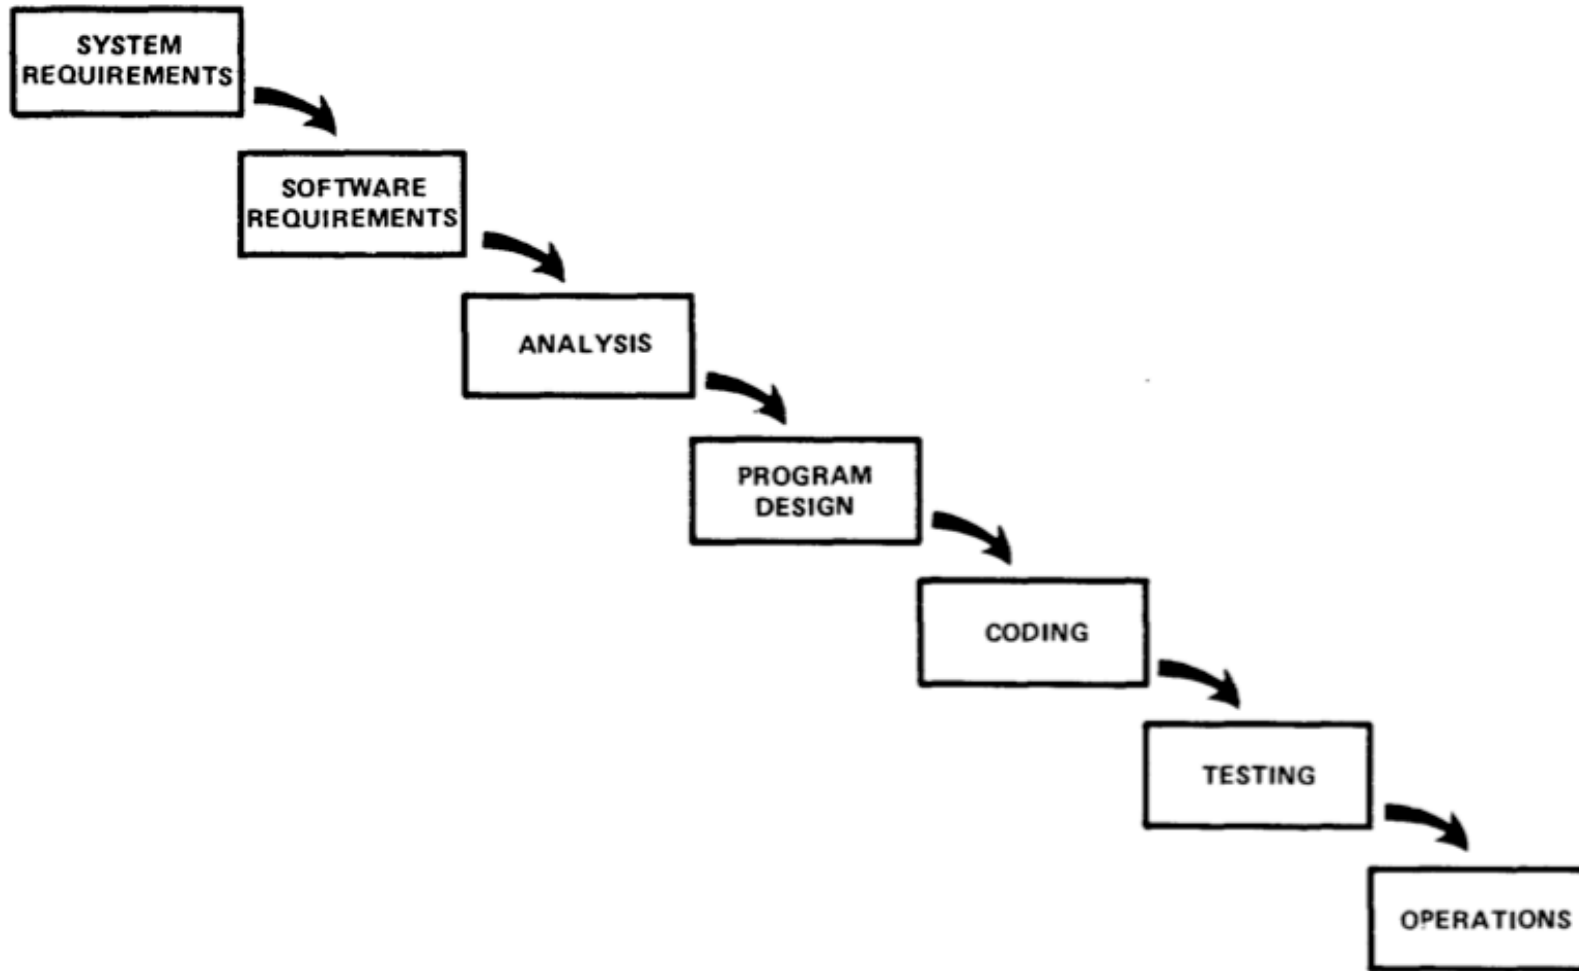 SYSTEM
REQUIREMENTS
SOFTWARE
REQUIREMENTS
ANALYSIS
PROGRAM
DESIGN
CODING
TESTING
OPERATIONS